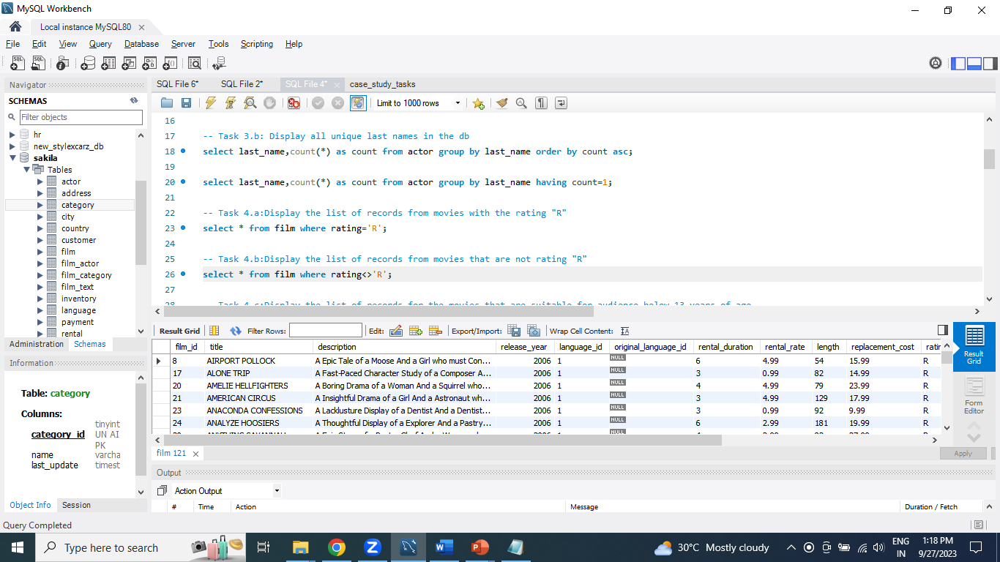 MySQL Workbench
Local instance MySQL80
File Edit View Query Database Server Tools Scripting Help
Navigator
SCHEMAS
Filter objects
hr
new_stylexcarz_db
sakila
Tables
actor
address
category
city
country
customer
film
film_actor
film_category
film_text
inventory
language
payment
rental
Administration Schemas
Information
Table: category
Columns:
category_id tinyint UN AI PK
name varcha
last_update timest
Object Info Session
SQL File 6* SQL File 2* SQL File 4* case_study_tasks
Limit to 1000 rows
16
17 -- Task 3.b: Display all unique last names in the db
18 select last_name,count(*) as count from actor group by last_name order by count asc;
19
20 select last_name,count(*) as count from actor group by last_name having count=1;
21
22 -- Task 4.a:Display the list of records from movies with the rating "R"
23 select * from film where rating='R';
24
25 -- Task 4.b:Display the list of records from movies that are not rating "R"
26 select * from film where rating<>'R';
27
28 -- Task 4.c:Display the list of records for the movies that are suitable for audience below 13 years of age
Result Grid Filter Rows: Edit: Export/Import: Wrap Cell Content:
film_id title description release_year language_id original_language_id rental_duration rental_rate length replacement_cost ratin
8 AIRPORT POLLOCK A Epic Tale of a Moose And a Girl who must Con... 2006 1 NULL 6 4.99 54 15.99 R
17 ALONE TRIP A Fast-Paced Character Study of a Composer A... 2006 1 NULL 3 0.99 82 14.99 R
20 AMELIE HELLFIGHTERS A Boring Drama of a Woman And a Squirrel who... 2006 1 NULL 4 4.99 79 23.99 R
21 AMERICAN CIRCUS A Insightful Drama of a Girl And a Astronaut wh... 2006 1 NULL 3 4.99 129 17.99 R
23 ANACONDA CONFESSIONS A Lacklusture Display of a Dentist And a Dentist... 2006 1 NULL 3 0.99 92 9.99 R
24 ANALYZE HOOSIERS A Thoughtful Display of a Explorer And a Pastry... 2006 1 NULL 6 2.99 181 19.99 R
Result Grid
Form Editor
film 121
Apply
Output
Action Output
# Time Action Message Duration / Fetch
Query Completed
Type here to search
30°C Mostly cloudy
ENG
IN
1:18 PM
9/27/2023